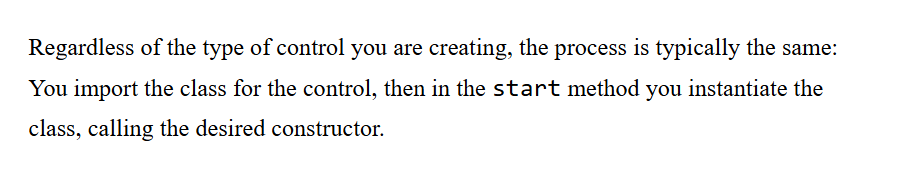 Regardless of the type of control you are creating, the process is typically the same:
You import the class for the control, then in the start method you instantiate the
class, calling the desired constructor.